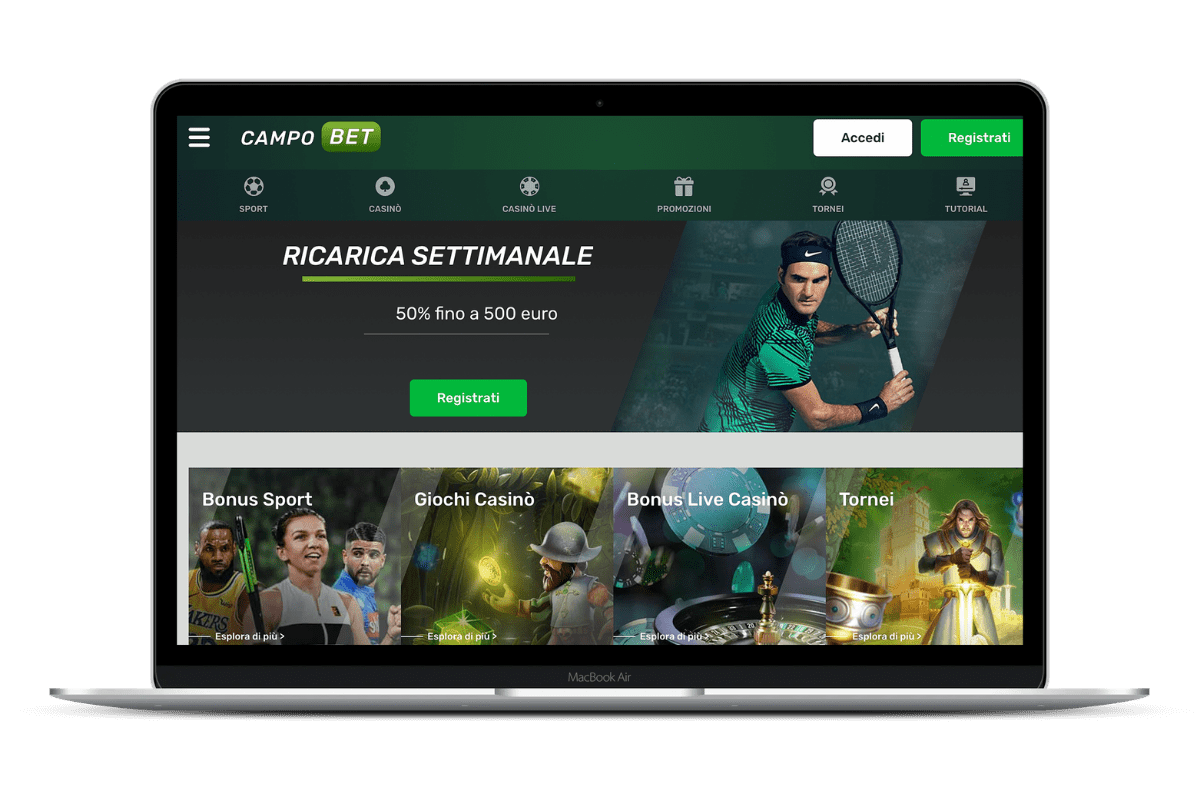 CAMPO BET
Accedi
Registrati
SPORT
CASINÒ
CASINÒ LIVE
PROMOZIONI
TORNEI
TUTORIAL
RICARICA SETTIMANALE
50% fino a 500 euro
Registrati
Bonus Sport
Giochi Casinò
Bonus Live Casinò
Tornei
LAKERS
Esplora di più >
Esplora di più >
Esplora di più >
Esplora di più >
MacBook Air